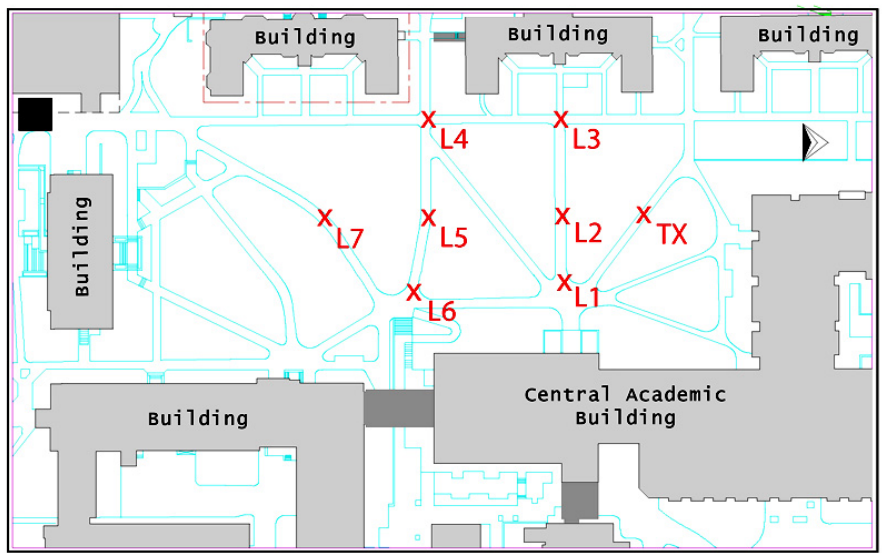 Building
Building
Building
X
L4
X
L3
Building
X
L7
X
L5
X
L2
X
TX
X
L6
X
L1
Building
Central Academic
Building